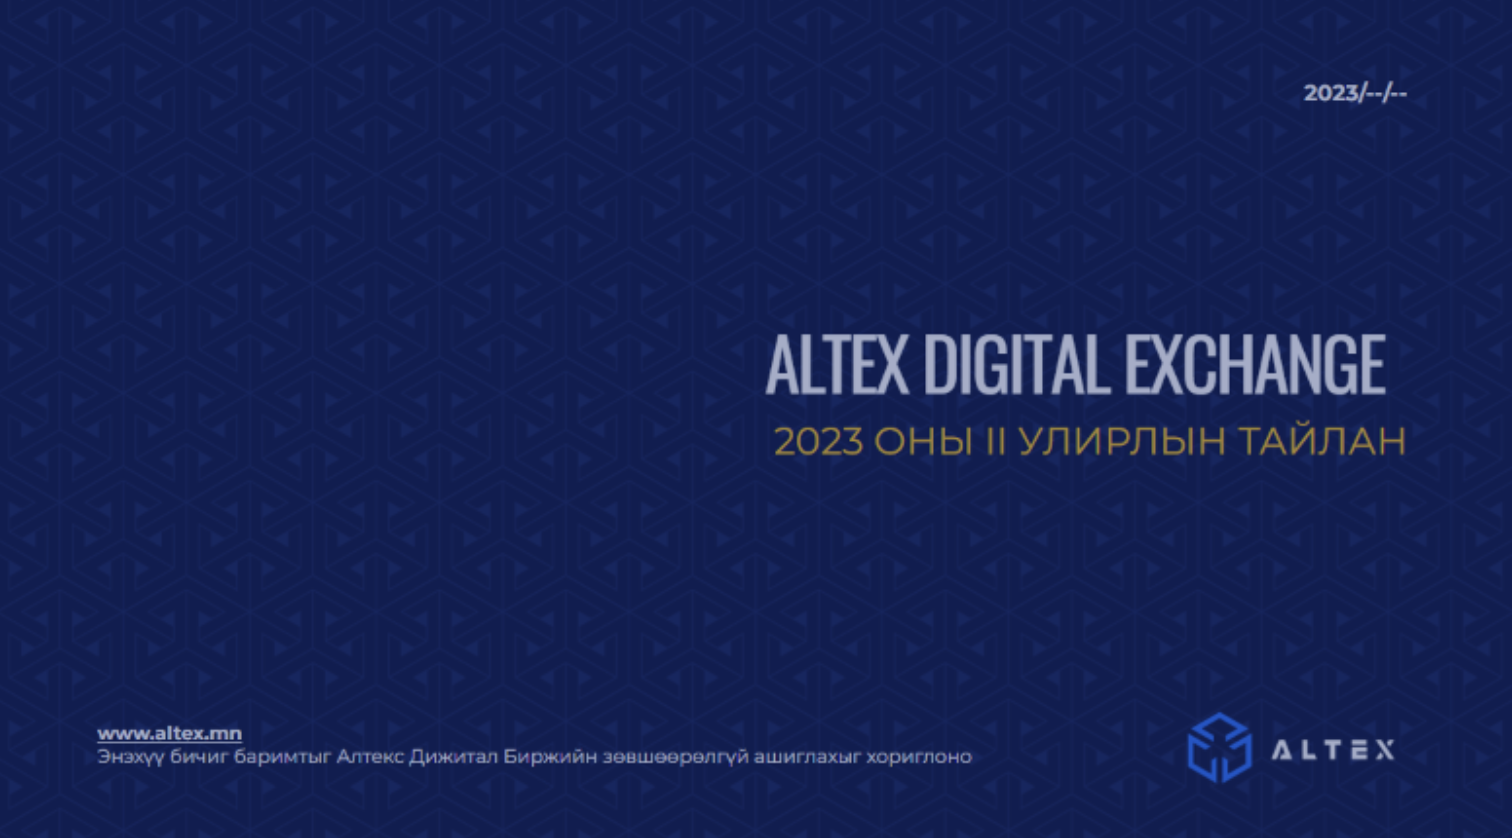 2023/--/--
ALTEX DIGITAL EXCHANGE
2023 ОНЫ II УЛИРЛЫН ТАЙЛАН
www.altex.mn
Энэхүү бичиг баримтыг Алтекс Дижитал Биржийн зөвшөөрөлгүй ашиглахыг хориглоно
ALTEX